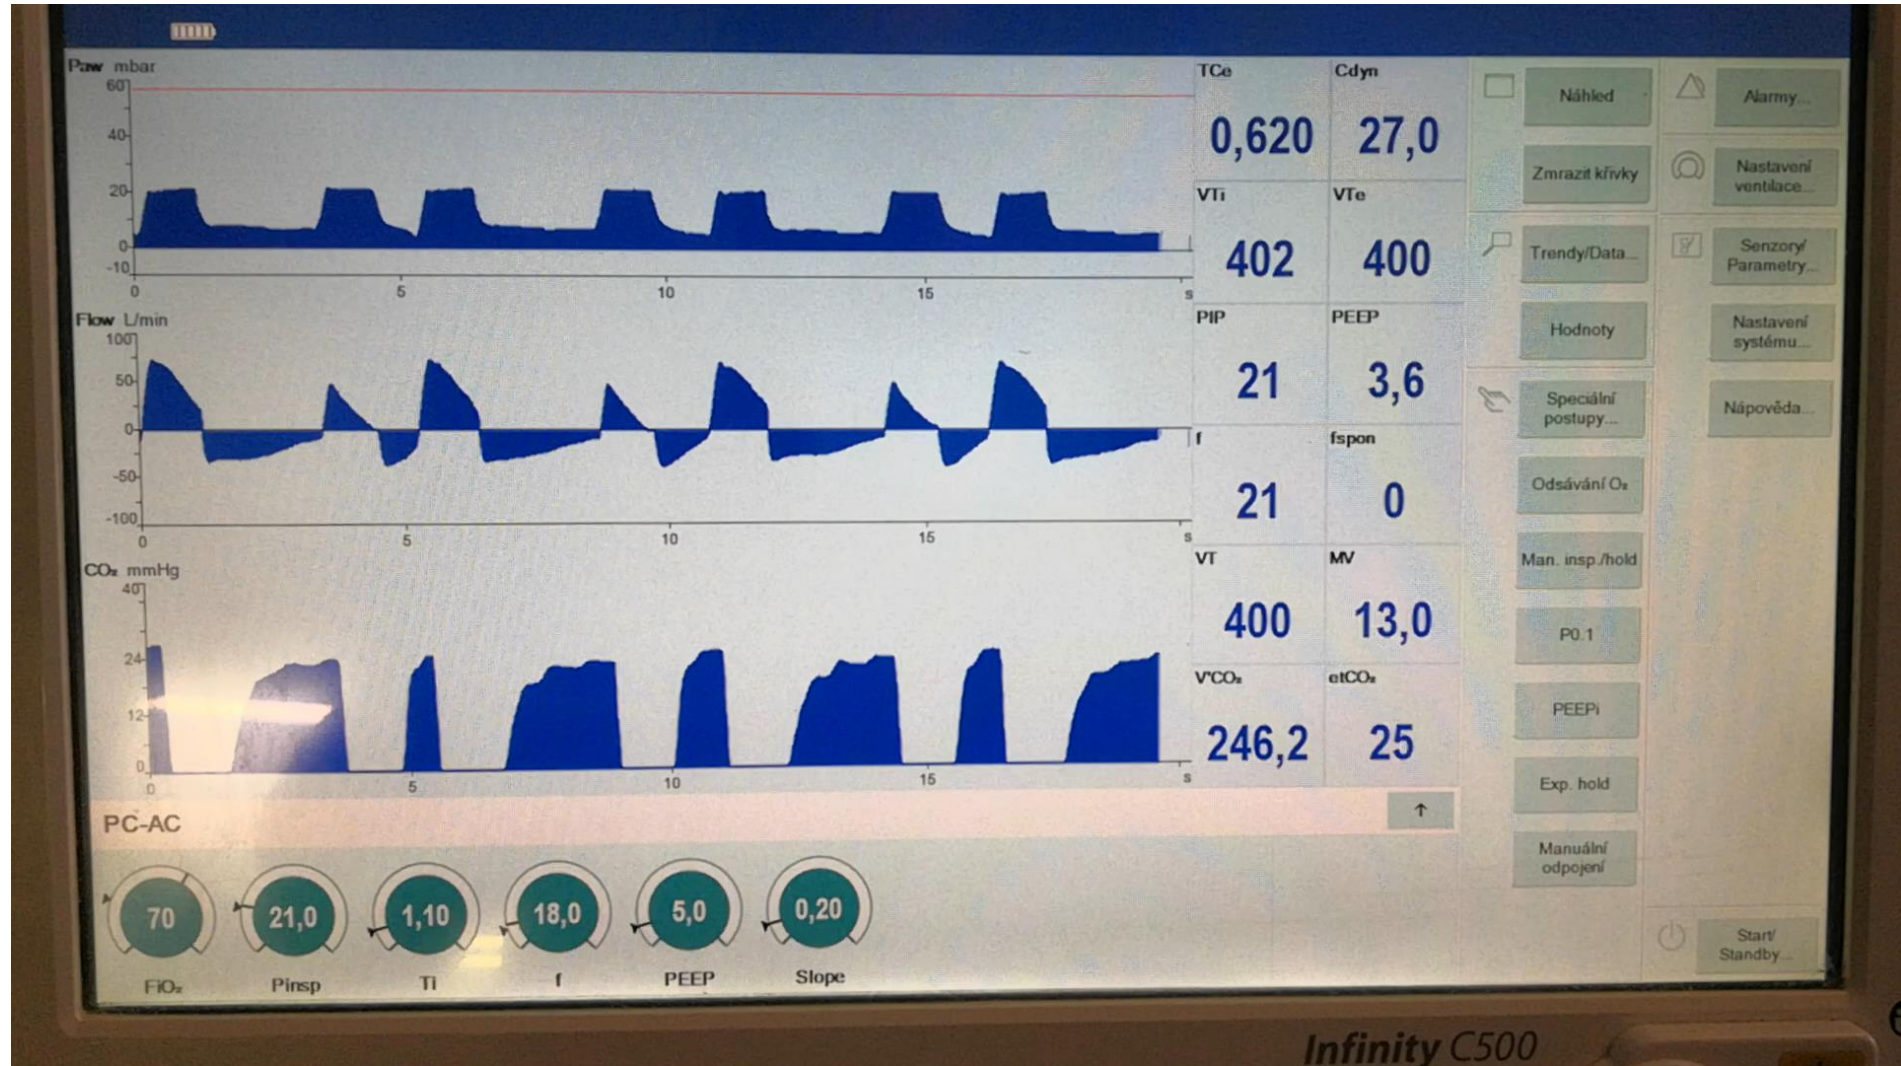 Paw mbar
60
40
20
0
-10
0 5 10 15 s
Flow L/min
100
50
0
-50
-100
0 5 10 15 s
CO₂ mmHg
40
24
12
0
0 5 10 15 s
TCe Cdyn
0,620 27,0
VTi VTe
402 400
PIP PEEP
21 3,6
f fspon
21 0
VT MV
400 13,0
V'CO₂ etCO₂
246,2 25
PC-AC
70 21,0 1,10 18,0 5,0 0,20
FiO₂ Pinsp Ti f PEEP Slope
Náhled
Zmrazit křivky
Trendy/Data...
Hodnoty
Speciální
postupy...
Odsávání O₂
Man. insp./hold
P0.1
PEEPi
Exp. hold
Manuální
odpojení
Alarmy...
Nastavení
ventilace...
Senzory/
Parametry...
Nastavení
systému...
Nápověda...
Start/
Standby...
Infinity C500